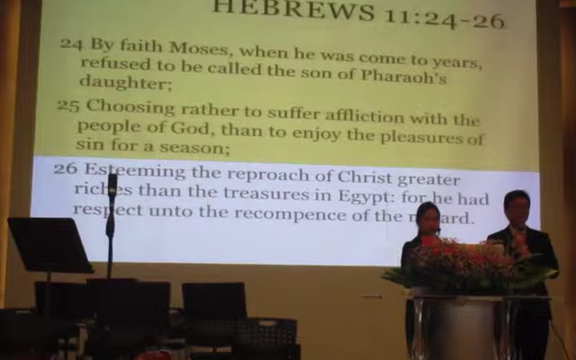 HEBREWS 11:24-26
24 By faith Moses, when he was come to years,
refused to be called the son of Pharaoh's
daughter;
25 Choosing rather to suffer affliction with the
people of God, than to enjoy the pleasures of
sin for a season;
26 Esteeming the reproach of Christ greater
riches than the treasures in Egypt: for he had
respect unto the recompence of the